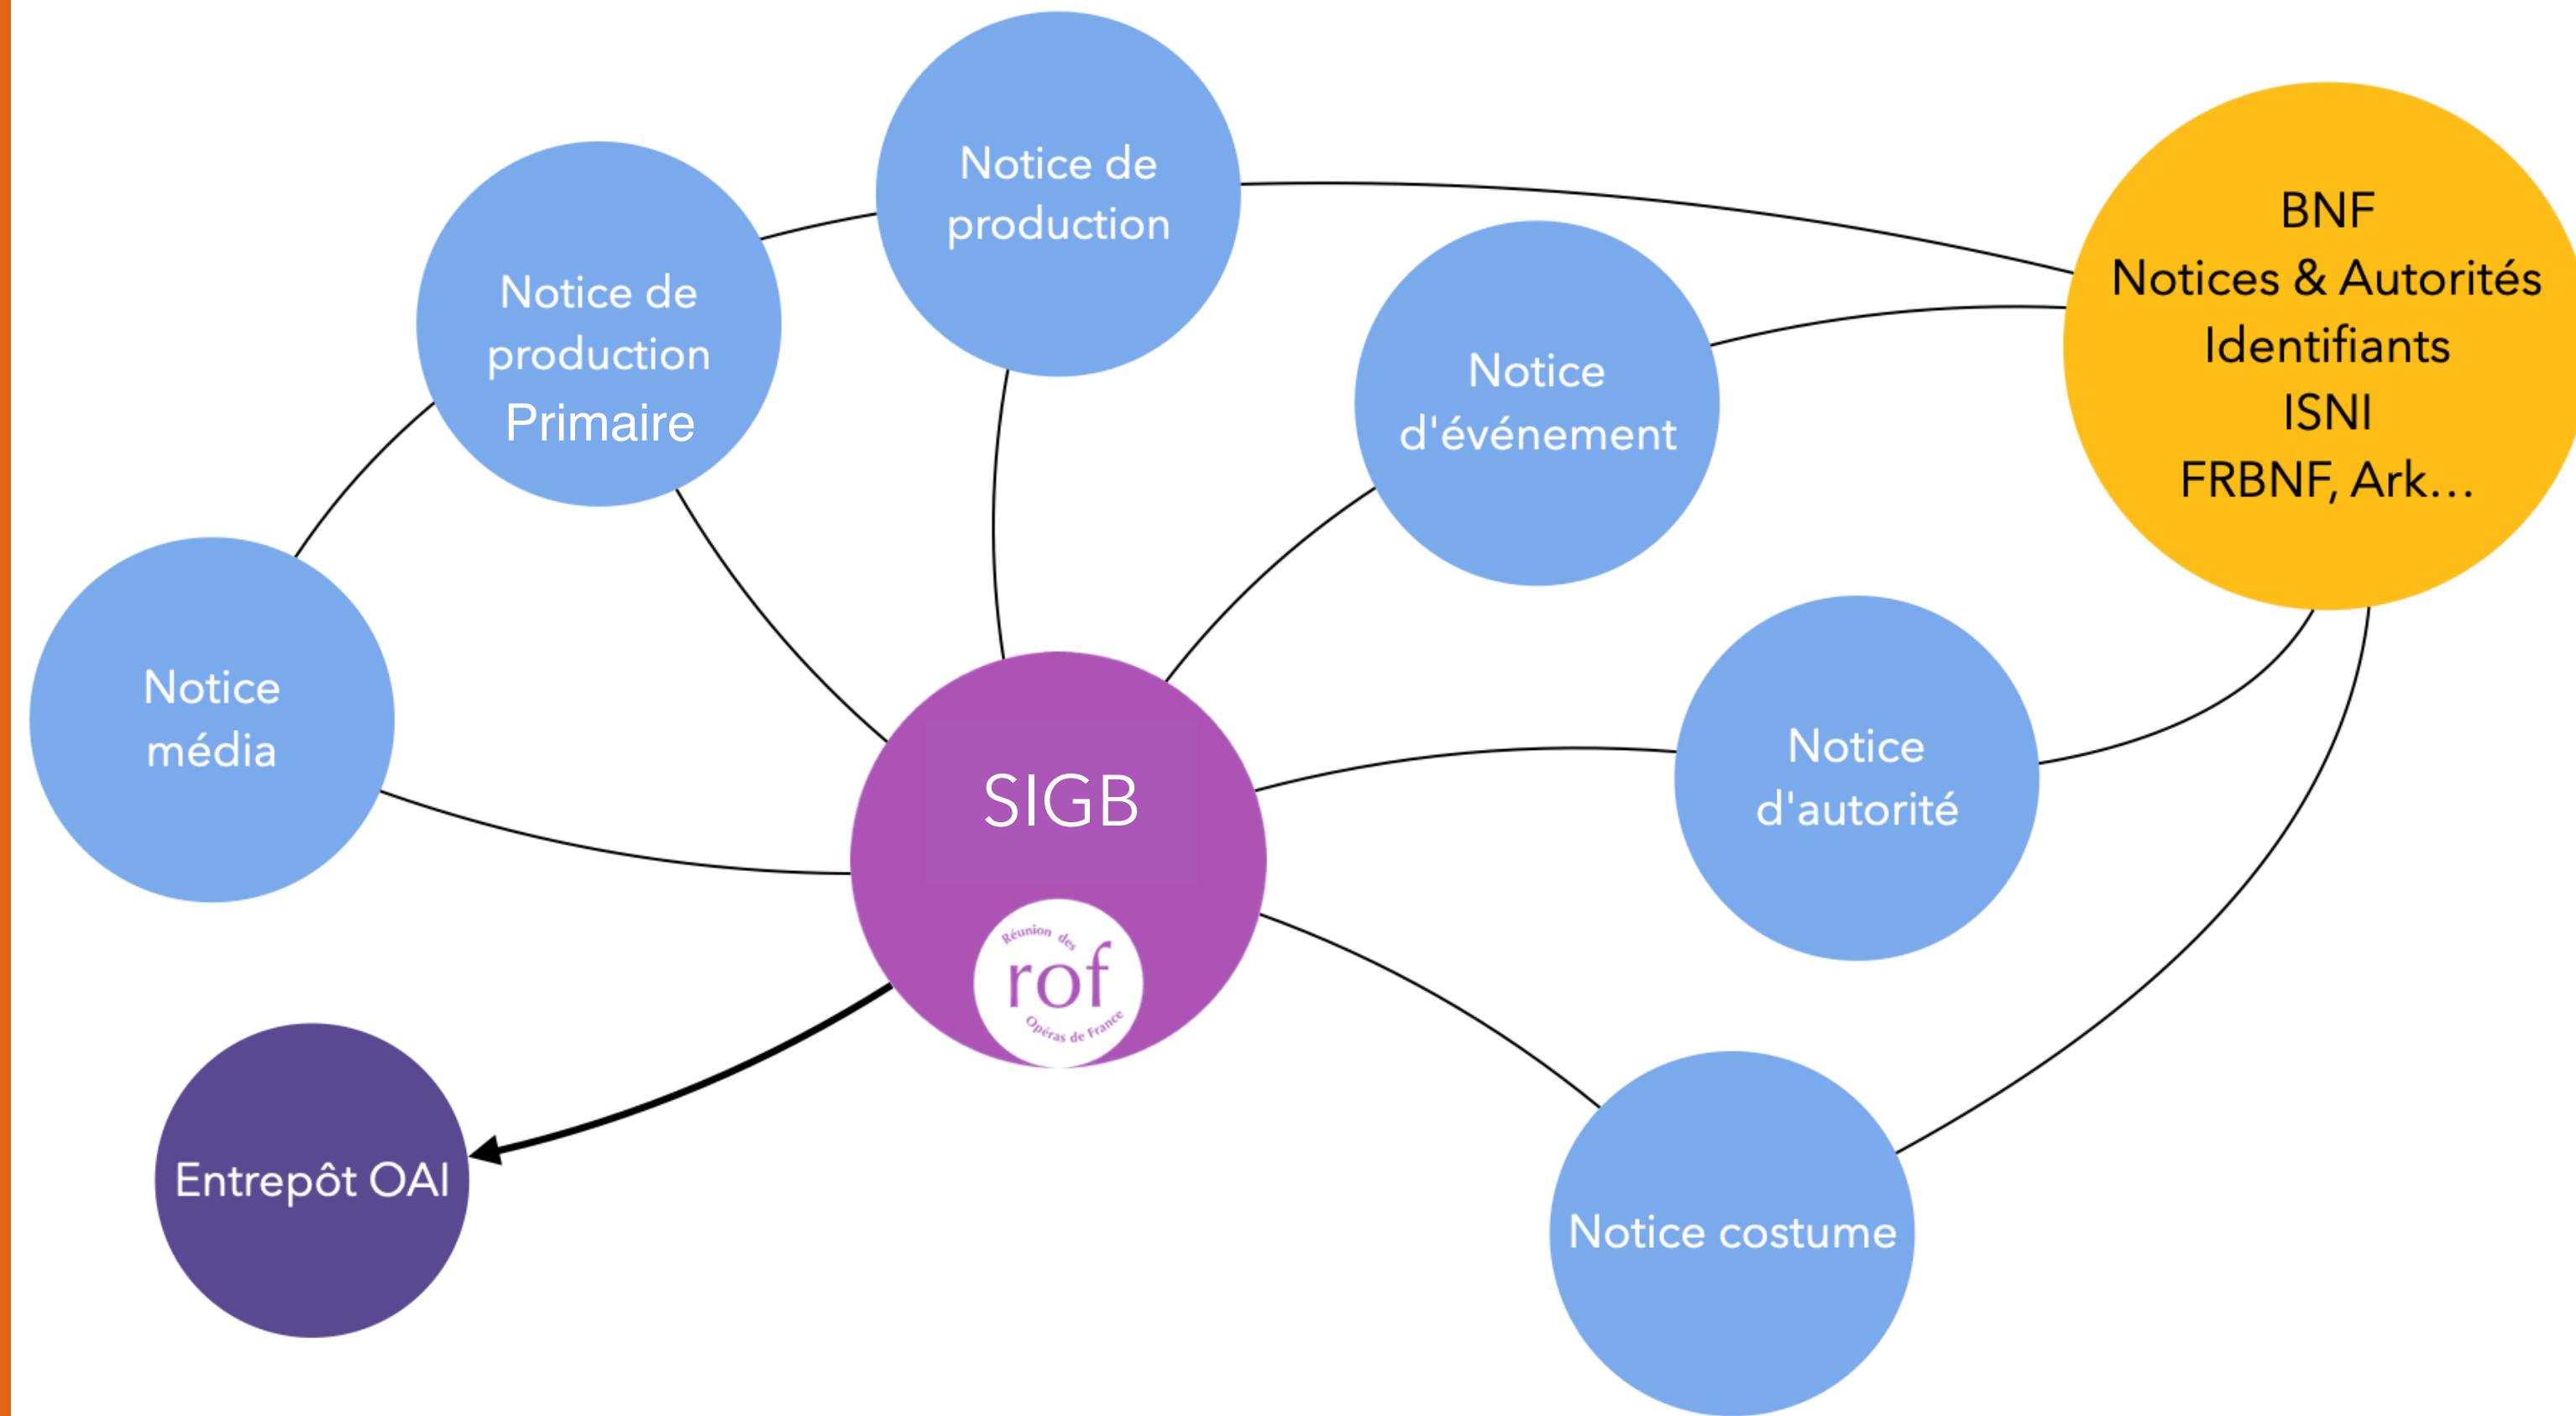 Notice de
production
Notice de
production
Primaire
BNF
Notices & Autorités
Identifiants
ISNI
FRBNF, Ark...
Notice
d'événement
Notice
média
SIGB
Réunion des
rof
Opéras de France
Notice
d'autorité
Entrepôt OAI
Notice costume